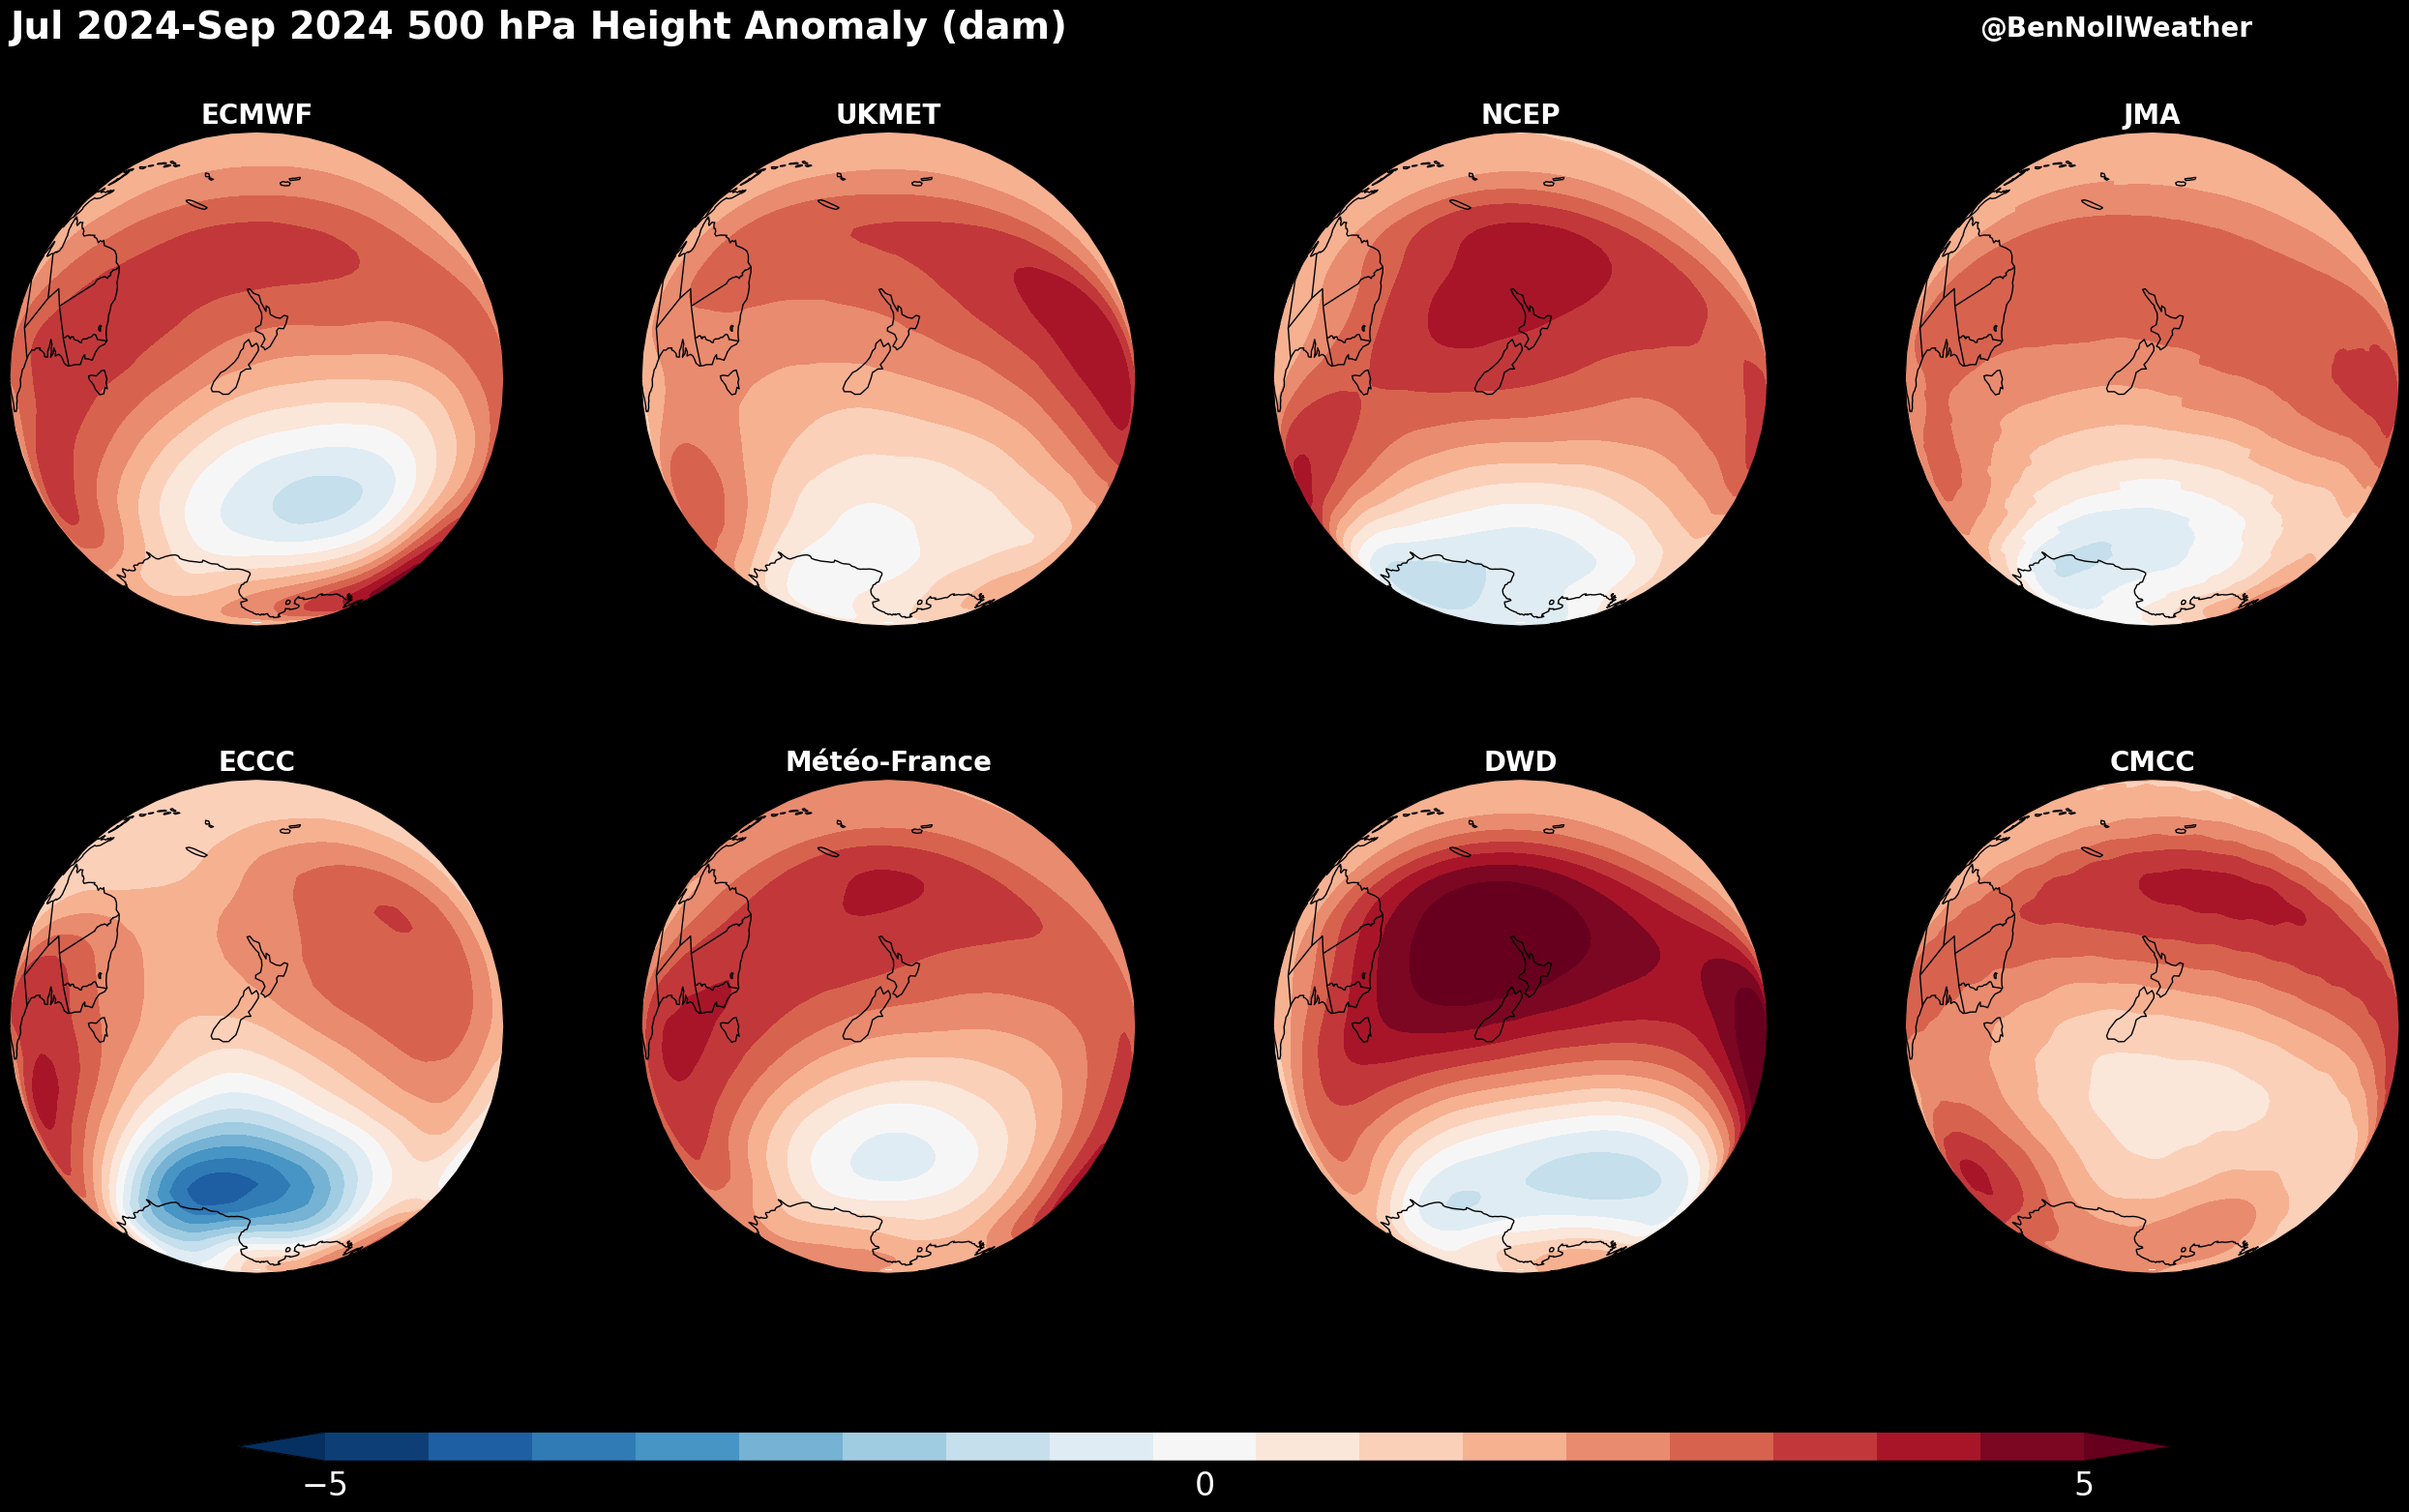 Jul 2024-Sep 2024 500 hPa Height Anomaly (dam)
@BenNollWeather
ECMWF
UKMET
NCEP
JMA
ECCC
Météo-France
DWD
CMCC
−5
0
5